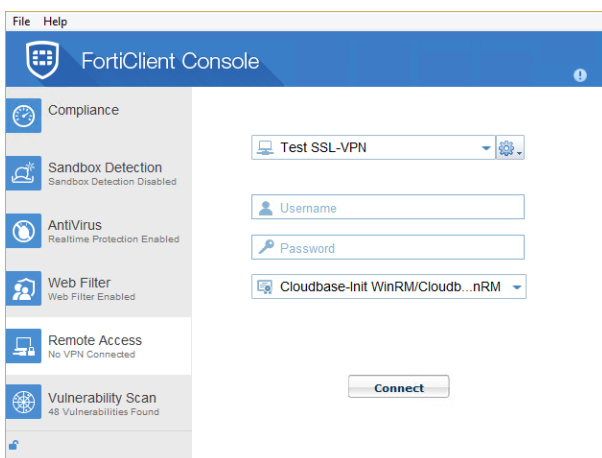 File Help
FortiClient Console
Compliance
Sandbox Detection
Sandbox Detection Disabled
AntiVirus
Realtime Protection Enabled
Web Filter
Web Filter Enabled
Remote Access
No VPN Connected
Vulnerability Scan
48 Vulnerabilities Found
Test SSL-VPN
Username
Password
Cloudbase-Init WinRM/Cloudb...nRM
Connect